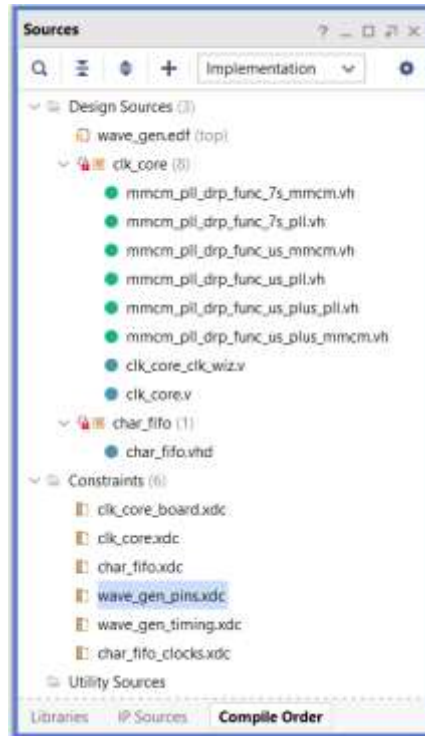 Sources
Implementation
Design Sources (3)
wave_gen.edf (top)
clk_core (8)
mmcm_pll_drp_func_7s_mmcm.vh
mmcm_pll_drp_func_7s_pll.vh
mmcm_pll_drp_func_us_mmcm.vh
mmcm_pll_drp_func_us_pll.vh
mmcm_pll_drp_func_us_plus_pll.vh
mmcm_pll_drp_func_us_plus_mmcm.vh
clk_core_clk_wiz.v
clk_core.v
char_fifo (1)
char_fifo.vhd
Constraints (6)
clk_core_board.xdc
clk_core.xdc
char_fifo.xdc
wave_gen_pins.xdc
wave_gen_timing.xdc
char_fifo_clocks.xdc
Utility Sources
Libraries IP Sources Compile Order